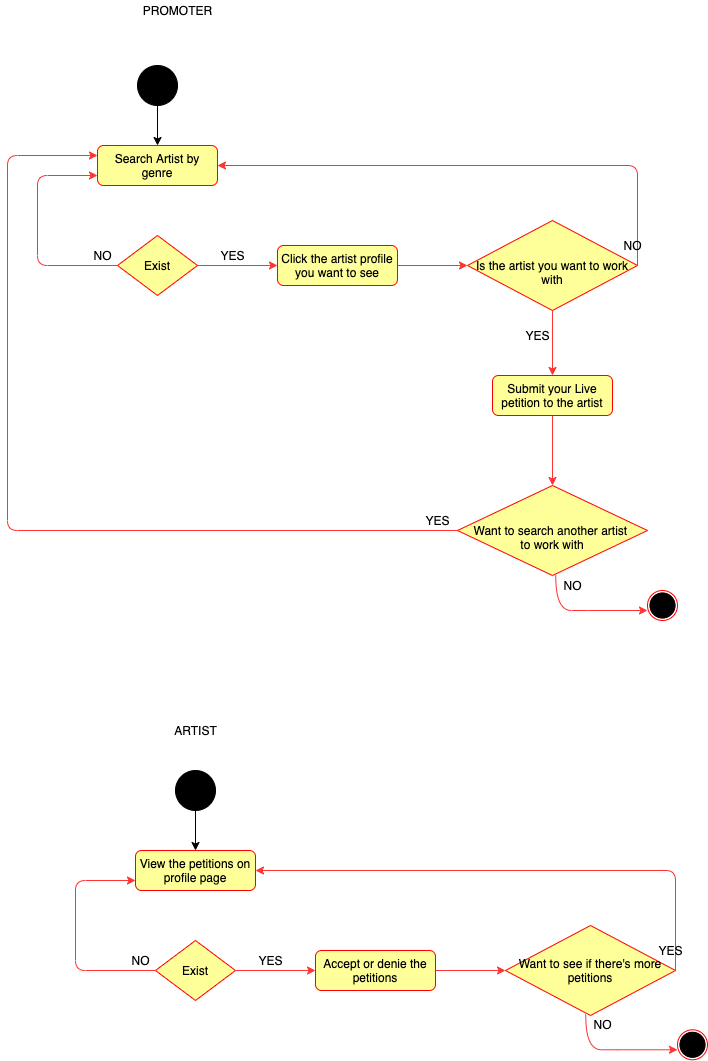 PROMOTER
Search Artist by
genre
NO
Exist
YES
Click the artist profile
you want to see
Is the artist you want to work
with
NO
YES
Submit your Live
petition to the artist
YES
Want to search another artist
to work with
NO
ARTIST
View the petitions on
profile page
NO
Exist
YES
Accept or denie the
petitions
Want to see if there's more
petitions
YES
NO